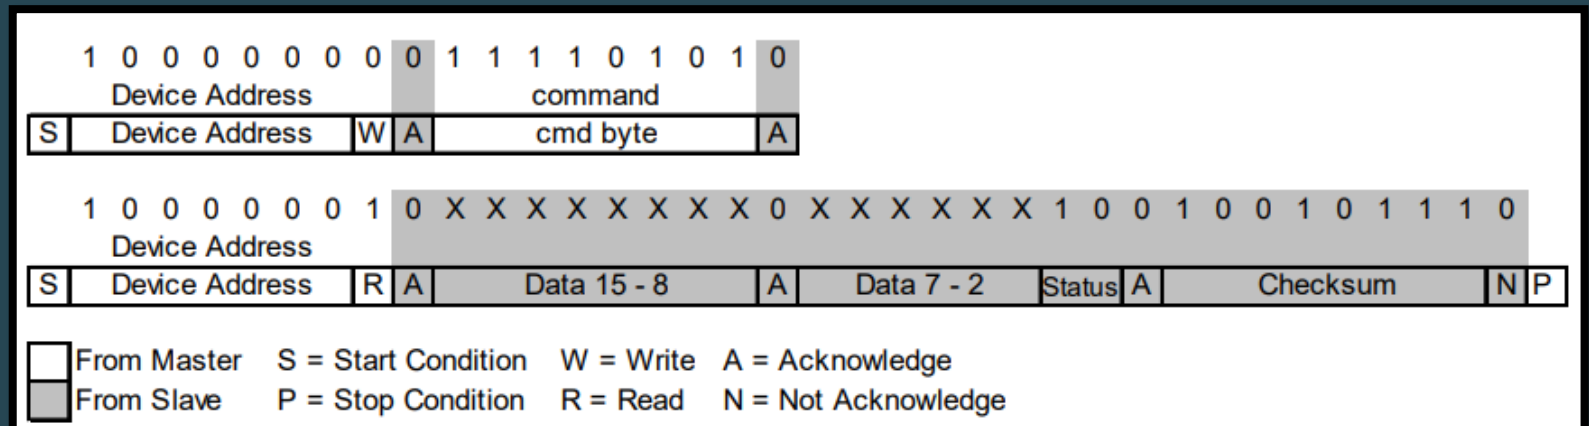 1 0 0 0 0 0 0 0 0 1 1 1 1 0 1 0 1 0
Device Address command
S Device Address W A cmd byte A
1 0 0 0 0 0 0 1 0 X X X X X X X X 0 X X X X X X 1 0 0 1 0 0 1 0 1 1 1 0 0
Device Address
S Device Address R A Data 15 - 8 A Data 7 - 2 Status A Checksum N P
From Master S = Start Condition W = Write A = Acknowledge
From Slave P = Stop Condition R = Read N = Not Acknowledge